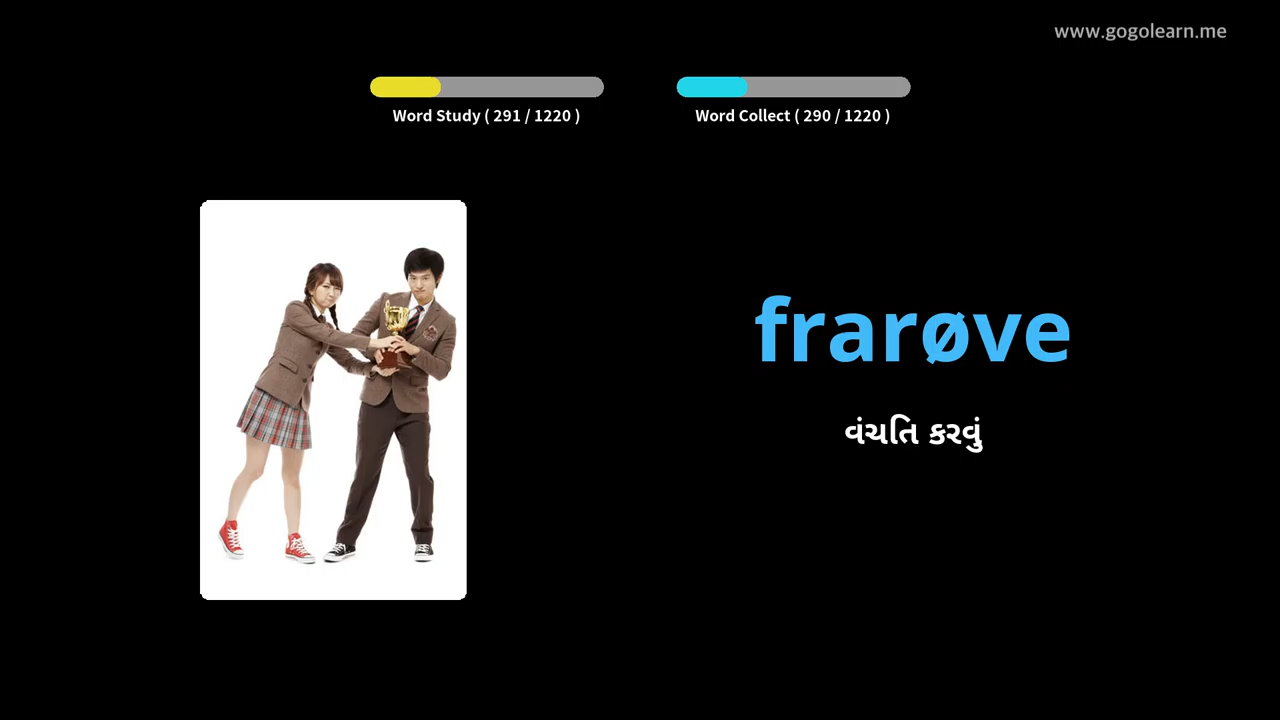 www.gogolearn.me
Word Study ( 291 / 1220 )
Word Collect ( 290 / 1220 )
frarøve
વંચતિ કરવું